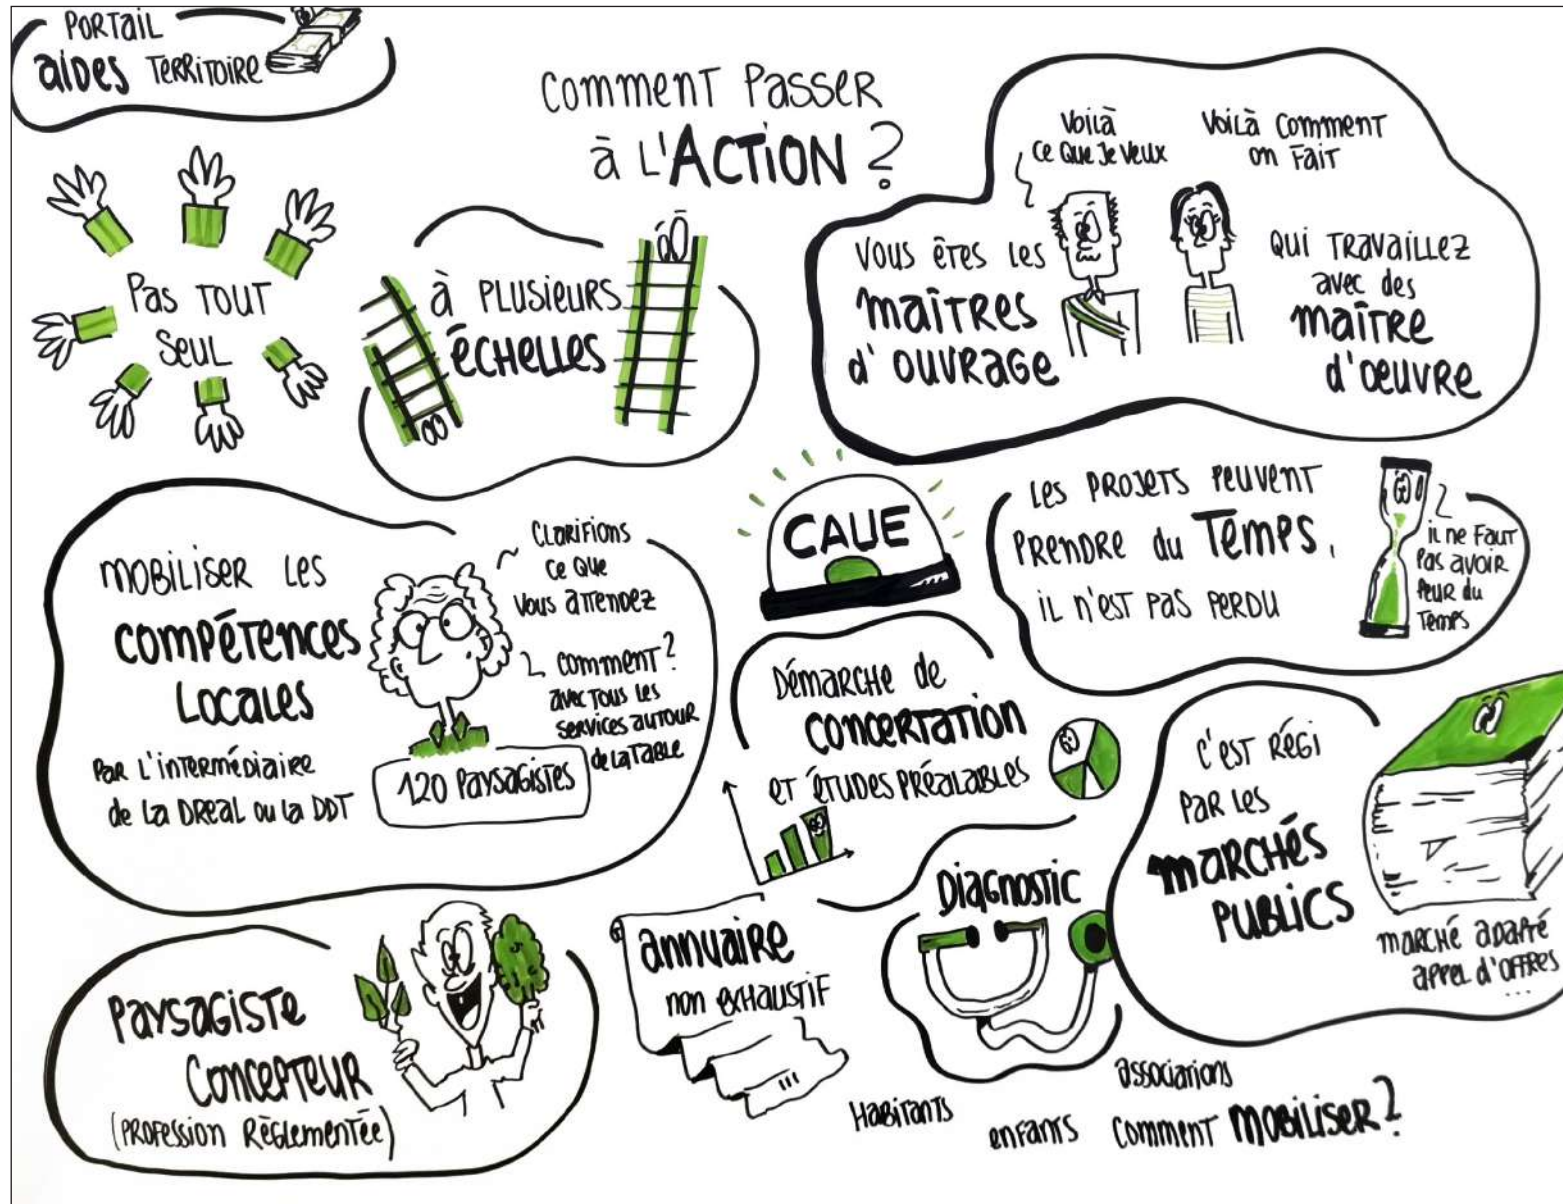 PORTAIL
aiDes TERRITOIRE
Comment Passer
à L'ACTION ?
Pas TOUT
SeuL
à PLUSIEURS
ÉCHELLES
Voilà
ce Que Je Veux
VOILÀ Comment
on Fait
Vous êTes Les
maîTRes
d'ouvRage
QUI TRavaiLLeZ
avec des
maîTRe
d'oeuvRe
mOBiLiSeR Les
COMPÉTENCES
LOCALES
PaR L'inTeRmédiaiRe
de La DReaL ou La DDT
CLARiFions
ce Que
Vous aTTendez
Comment ?
avec Tous Les
SeRvices auTouR
de La TaBLe
120 PaysaGisTes
CAUE
Les PROJETS Peuvent
PRENDRE du TemPs,
iL n'esT Pas PeRDu
iL ne FauT
Pas avoiR
PeuR du
TemPs
DémaRCHe de
COnCeRTaTion
eT éTuDes PRéaLaBLes
C'esT RéGi
PaR Les
maRCHés
PuBLiCs
maRCHé aDaPTé
aPPeL d'OFFRes
...
PaysaGisTe
ConCePTeuR
(PROFession RèGLemenTée)
annuaiRe
non exHausTiF
DiaGnosTic
HaBiTanTs
enFanTs
associaTions
CommenT mOBiLiSeR ?